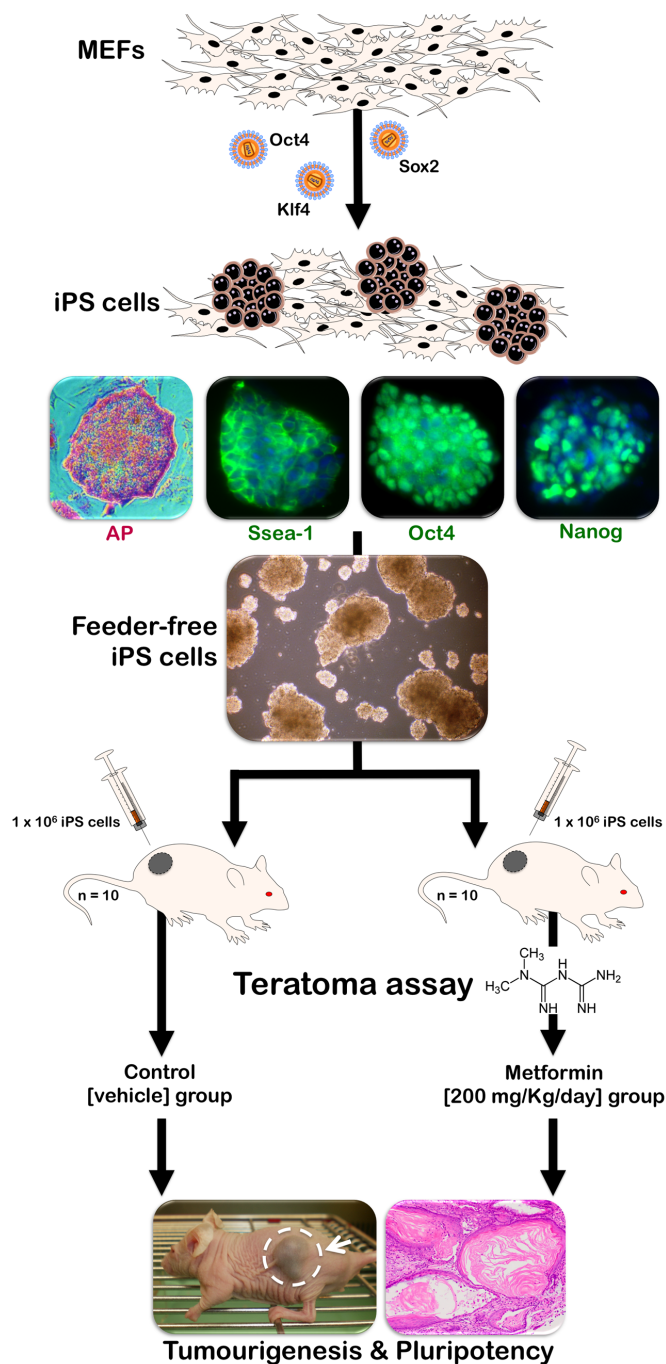 MEFs
Oct4
Sox2
Klf4
iPS cells
AP
Ssea-1
Oct4
Nanog
Feeder-free
iPS cells
1 x 10⁶ iPS cells
1 x 10⁶ iPS cells
n = 10
n = 10
Teratoma assay
CH₃
H₃C
N
H
N
NH₂
NH
NH
Control
[vehicle] group
Metformin
[200 mg/Kg/day] group
Tumourigenesis & Pluripotency